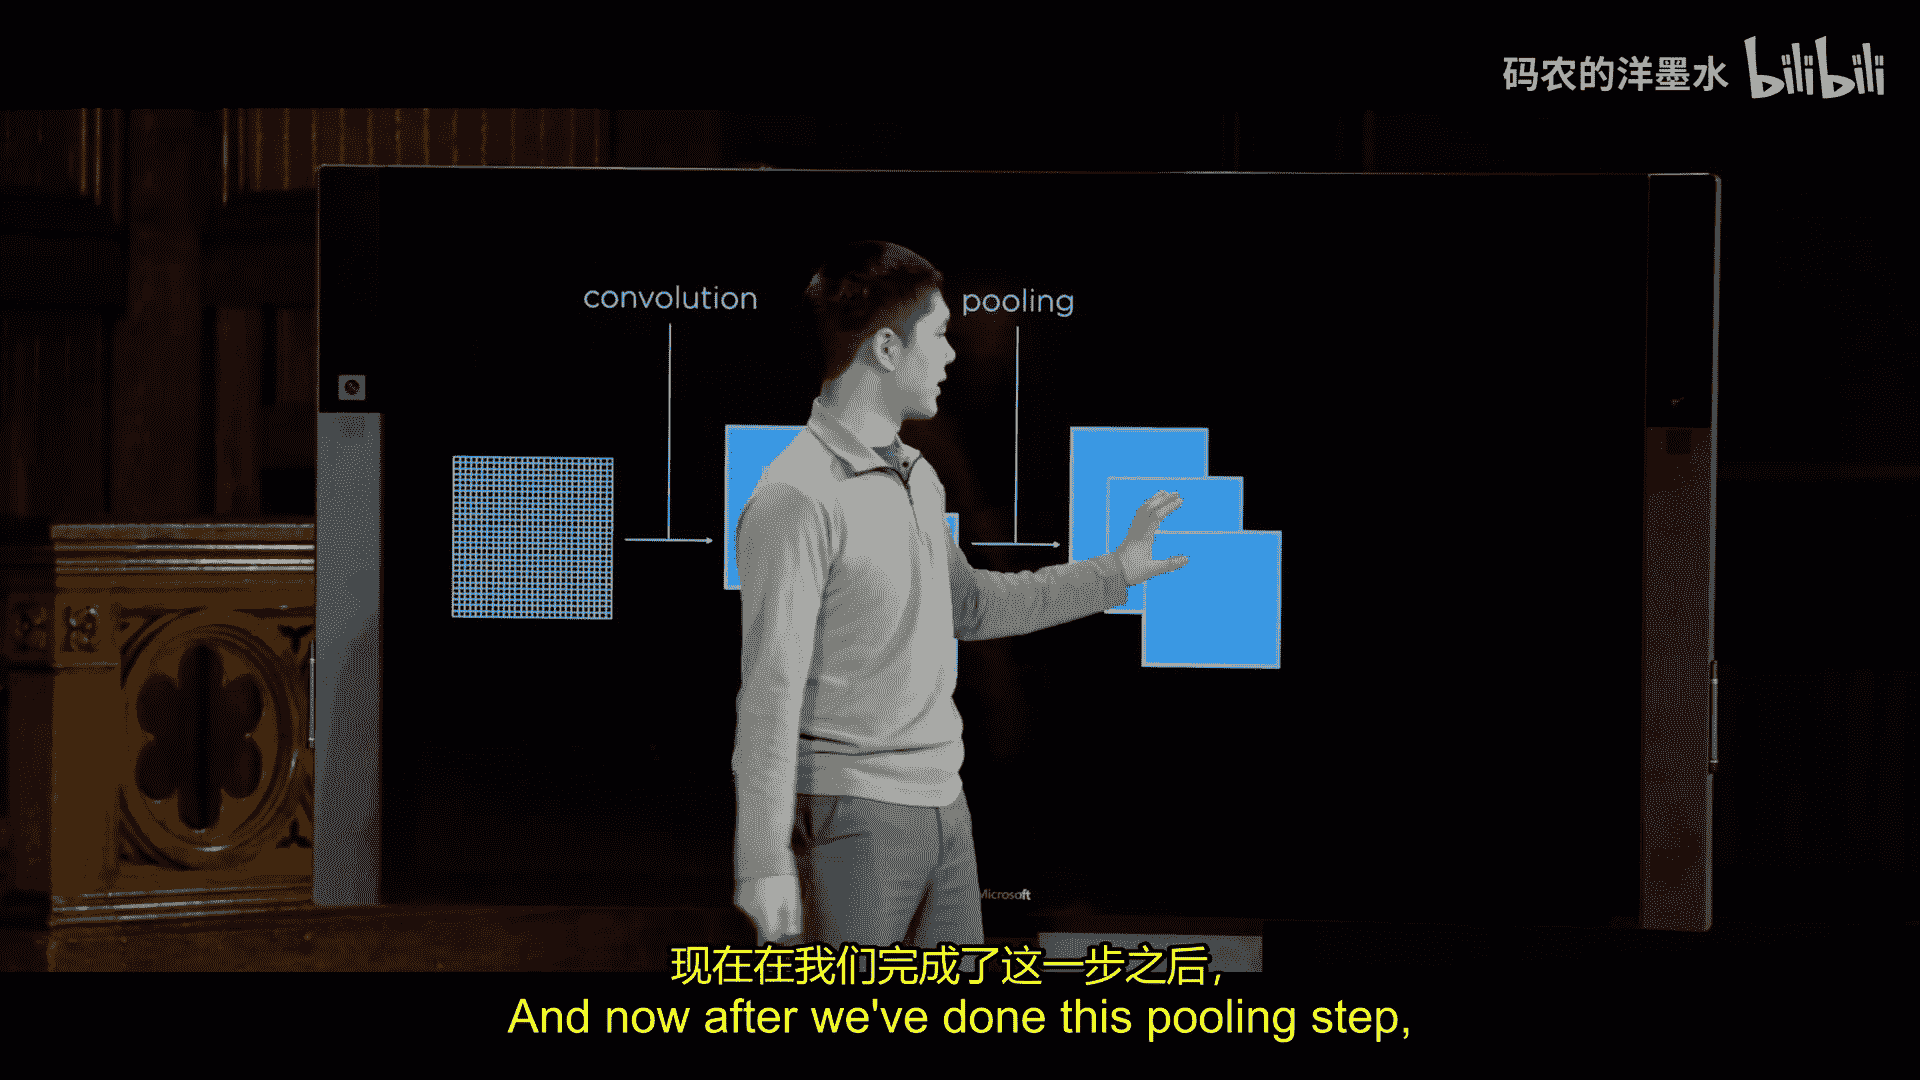 码农的洋墨水 bilibili
convolution
pooling
Microsoft
现在在我们完成了这一步之后，
And now after we've done this pooling step,